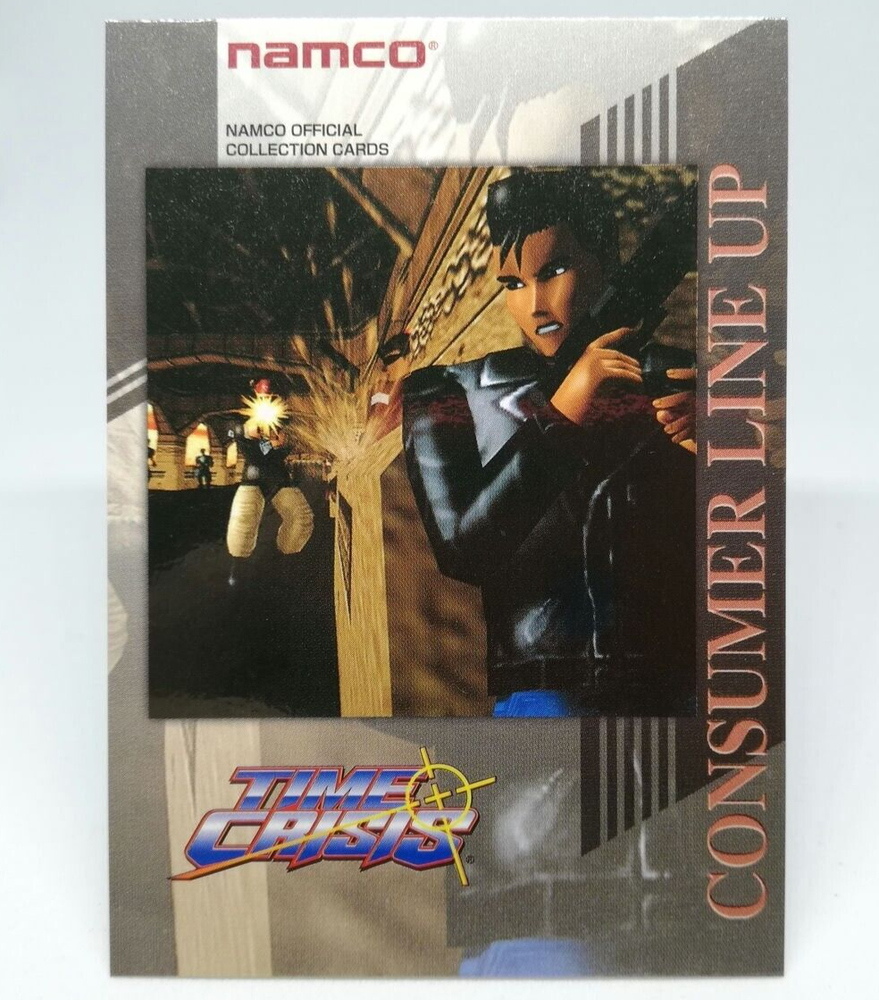 namco®
NAMCO OFFICIAL
COLLECTION CARDS
CONSUMER LINE UP
TIME
CRISIS®